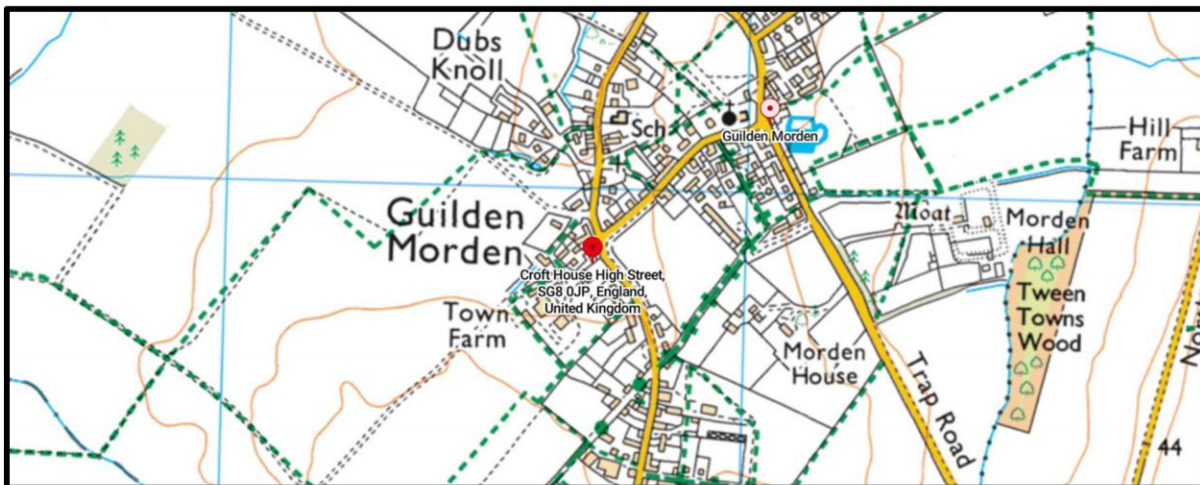 Dubs
Knoll
Sch
Guilden Morden
Hill
Farm
Guilden
Morden
Moat
Morden
Hall
Croft House High Street,
SG8 0JP, England,
United Kingdom
Town
Farm
Tween
Towns
Wood
Morden
House
Trap Road
No
44